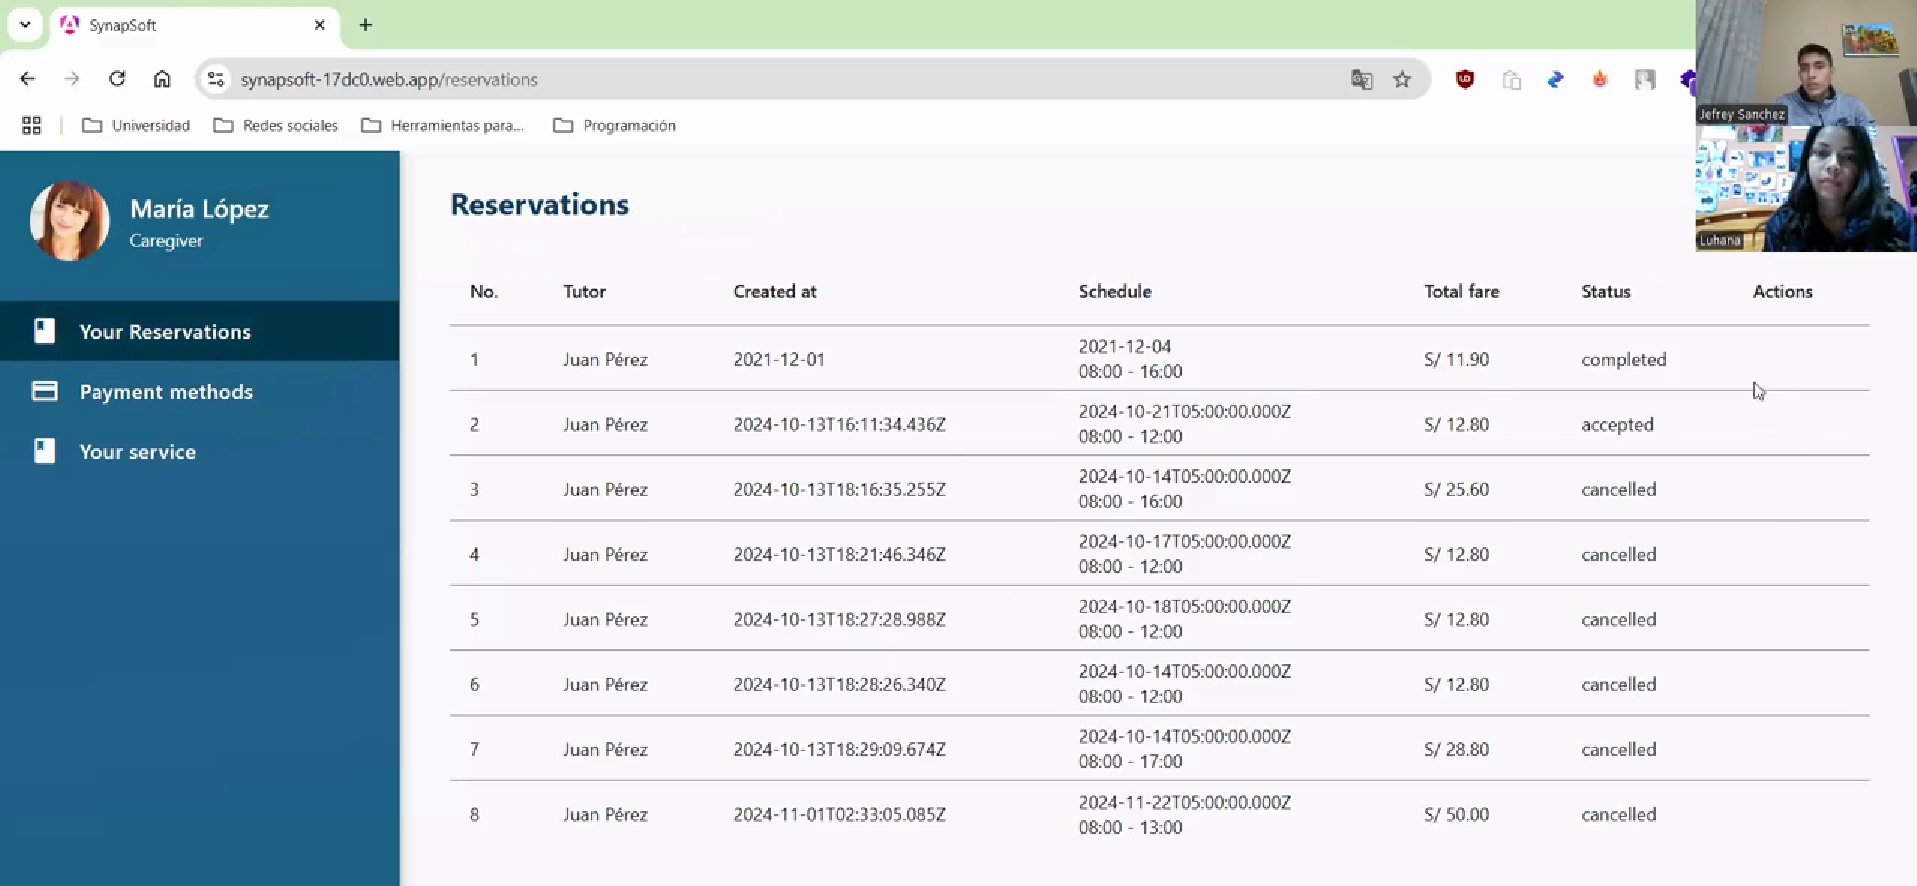 SynapSoft
synapsoft-17dc0.web.app/reservations
Universidad
Redes sociales
Herramientas para...
Programación
Jefrey Sanchez
Luhana
María López
Caregiver
Your Reservations
Payment methods
Your service
Reservations
No. Tutor Created at Schedule Total fare Status Actions
1 Juan Pérez 2021-12-01 2021-12-04 S/ 11.90 completed
08:00 - 16:00
2 Juan Pérez 2024-10-13T16:11:34.436Z 2024-10-21T05:00:00.000Z S/ 12.80 accepted
08:00 - 12:00
3 Juan Pérez 2024-10-13T18:16:35.255Z 2024-10-14T05:00:00.000Z S/ 25.60 cancelled
08:00 - 16:00
4 Juan Pérez 2024-10-13T18:21:46.346Z 2024-10-17T05:00:00.000Z S/ 12.80 cancelled
08:00 - 12:00
5 Juan Pérez 2024-10-13T18:27:28.988Z 2024-10-18T05:00:00.000Z S/ 12.80 cancelled
08:00 - 12:00
6 Juan Pérez 2024-10-13T18:28:26.340Z 2024-10-14T05:00:00.000Z S/ 12.80 cancelled
08:00 - 12:00
7 Juan Pérez 2024-10-13T18:29:09.674Z 2024-10-14T05:00:00.000Z S/ 28.80 cancelled
08:00 - 17:00
8 Juan Pérez 2024-11-01T02:33:05.085Z 2024-11-22T05:00:00.000Z S/ 50.00 cancelled
08:00 - 13:00